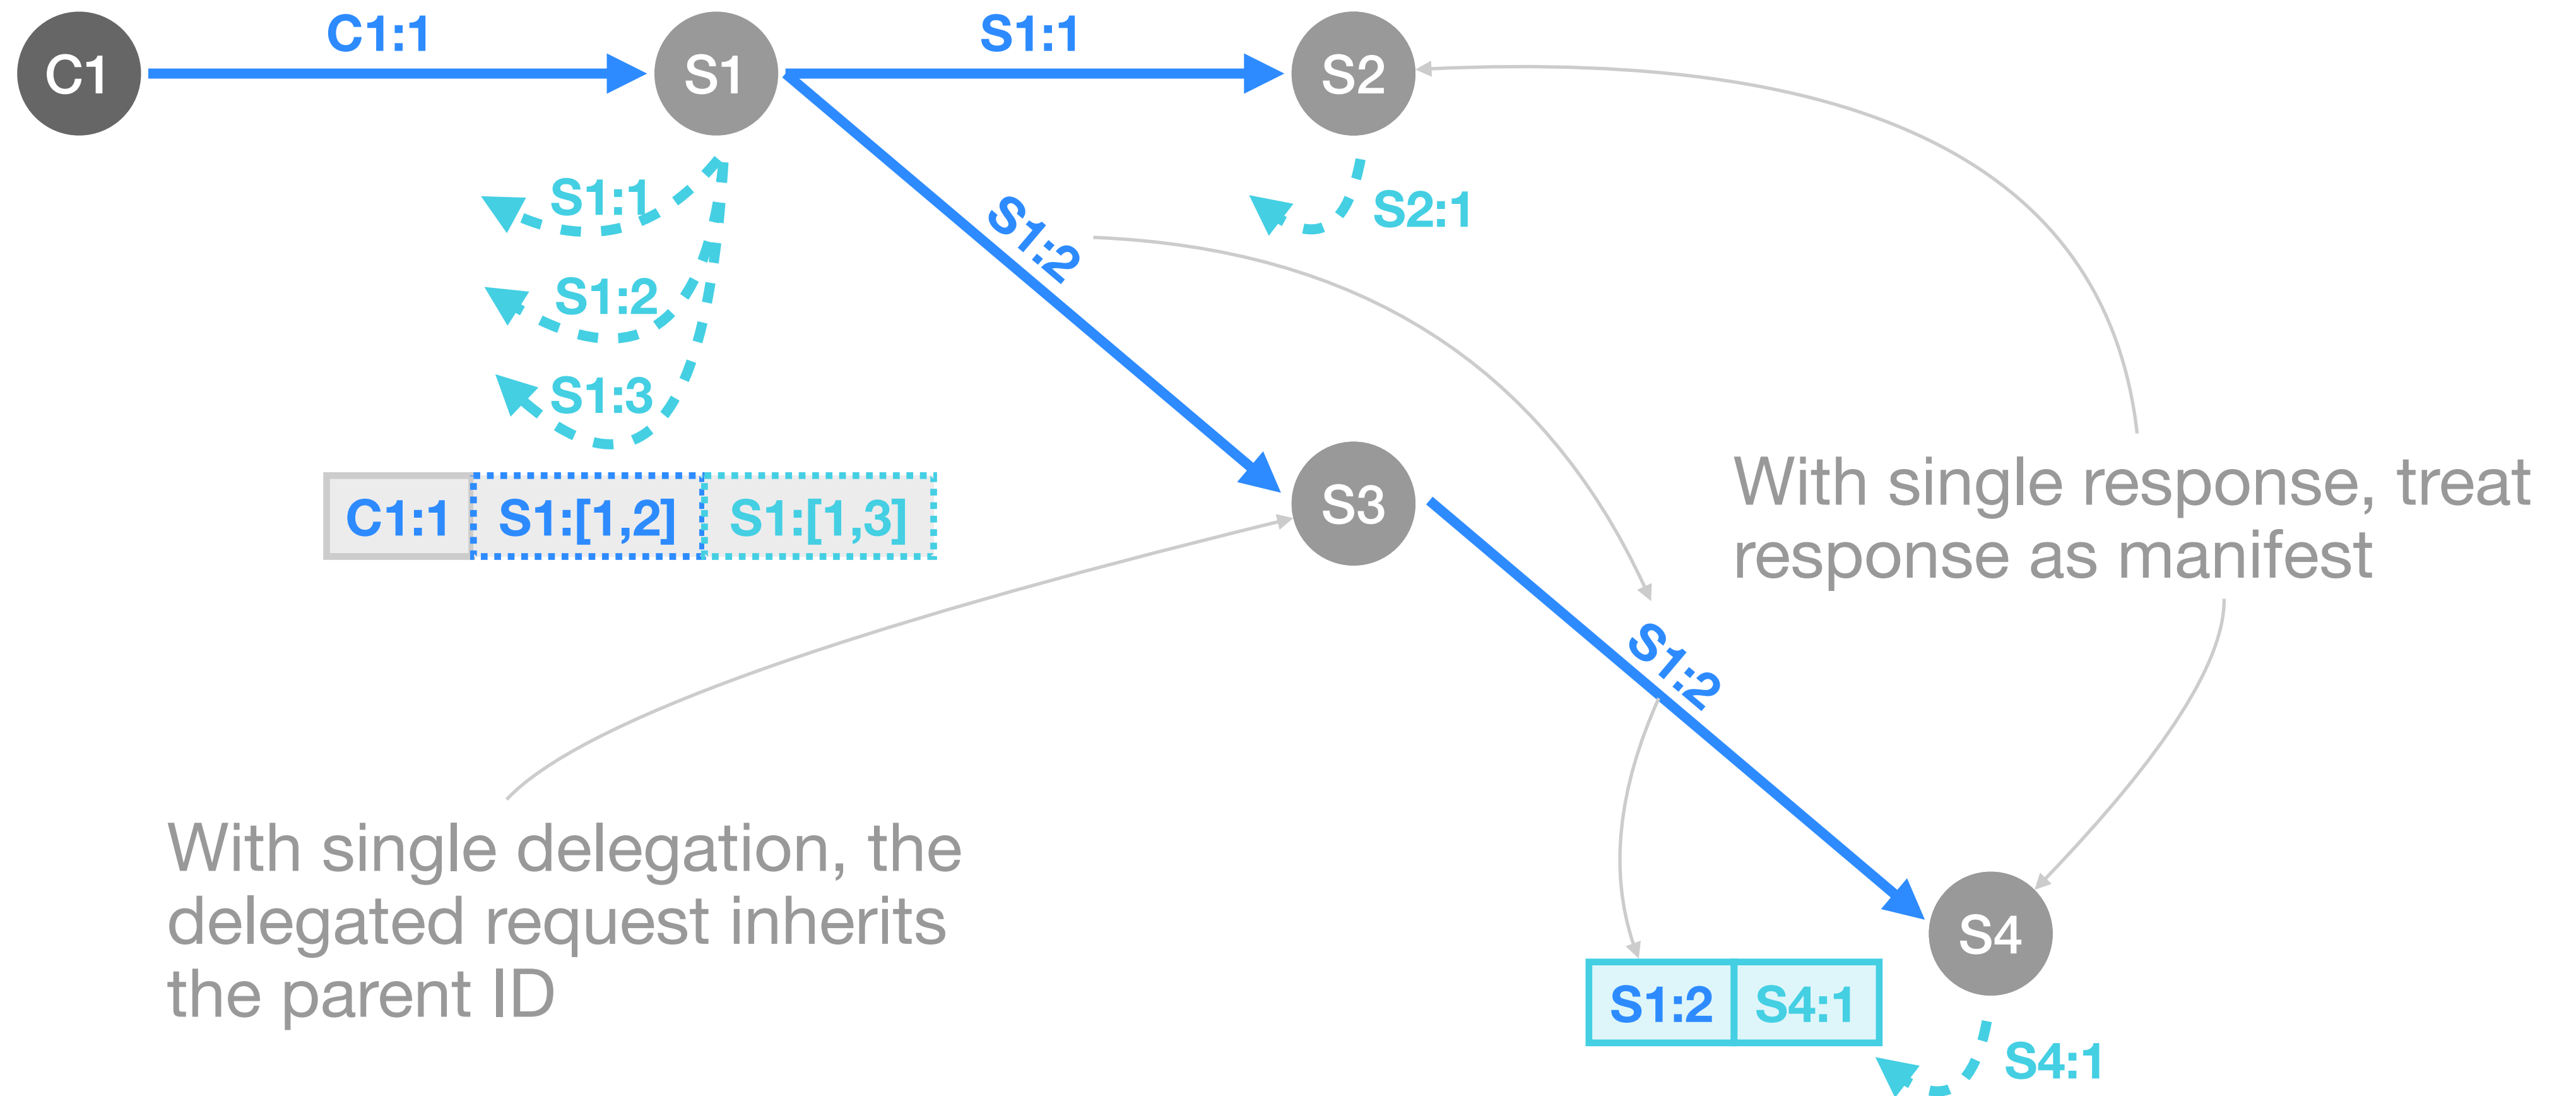 C1:1
S1:1
C1
S1
S2
S1:1
S2:1
S1:2
S1:2
S1:3
C1:1 S1:[1,2] S1:[1,3]
S3
With single response, treat
response as manifest
S1:2
With single delegation, the
delegated request inherits
the parent ID
S4
S1:2 S4:1
S4:1